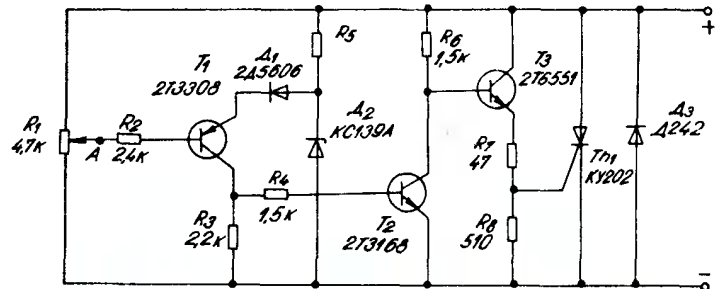 +
R5
R6
1,5к
T3
2Т6551
T1
2Т3308
Д1
2Д5606
Д2
КС139А
Д3
Д242
R1
4,7к
A
R2
2,4к
R7
47
Th1
КУ202
R4
1,5к
R3
2,2к
T2
2Т3168
R8
510
−